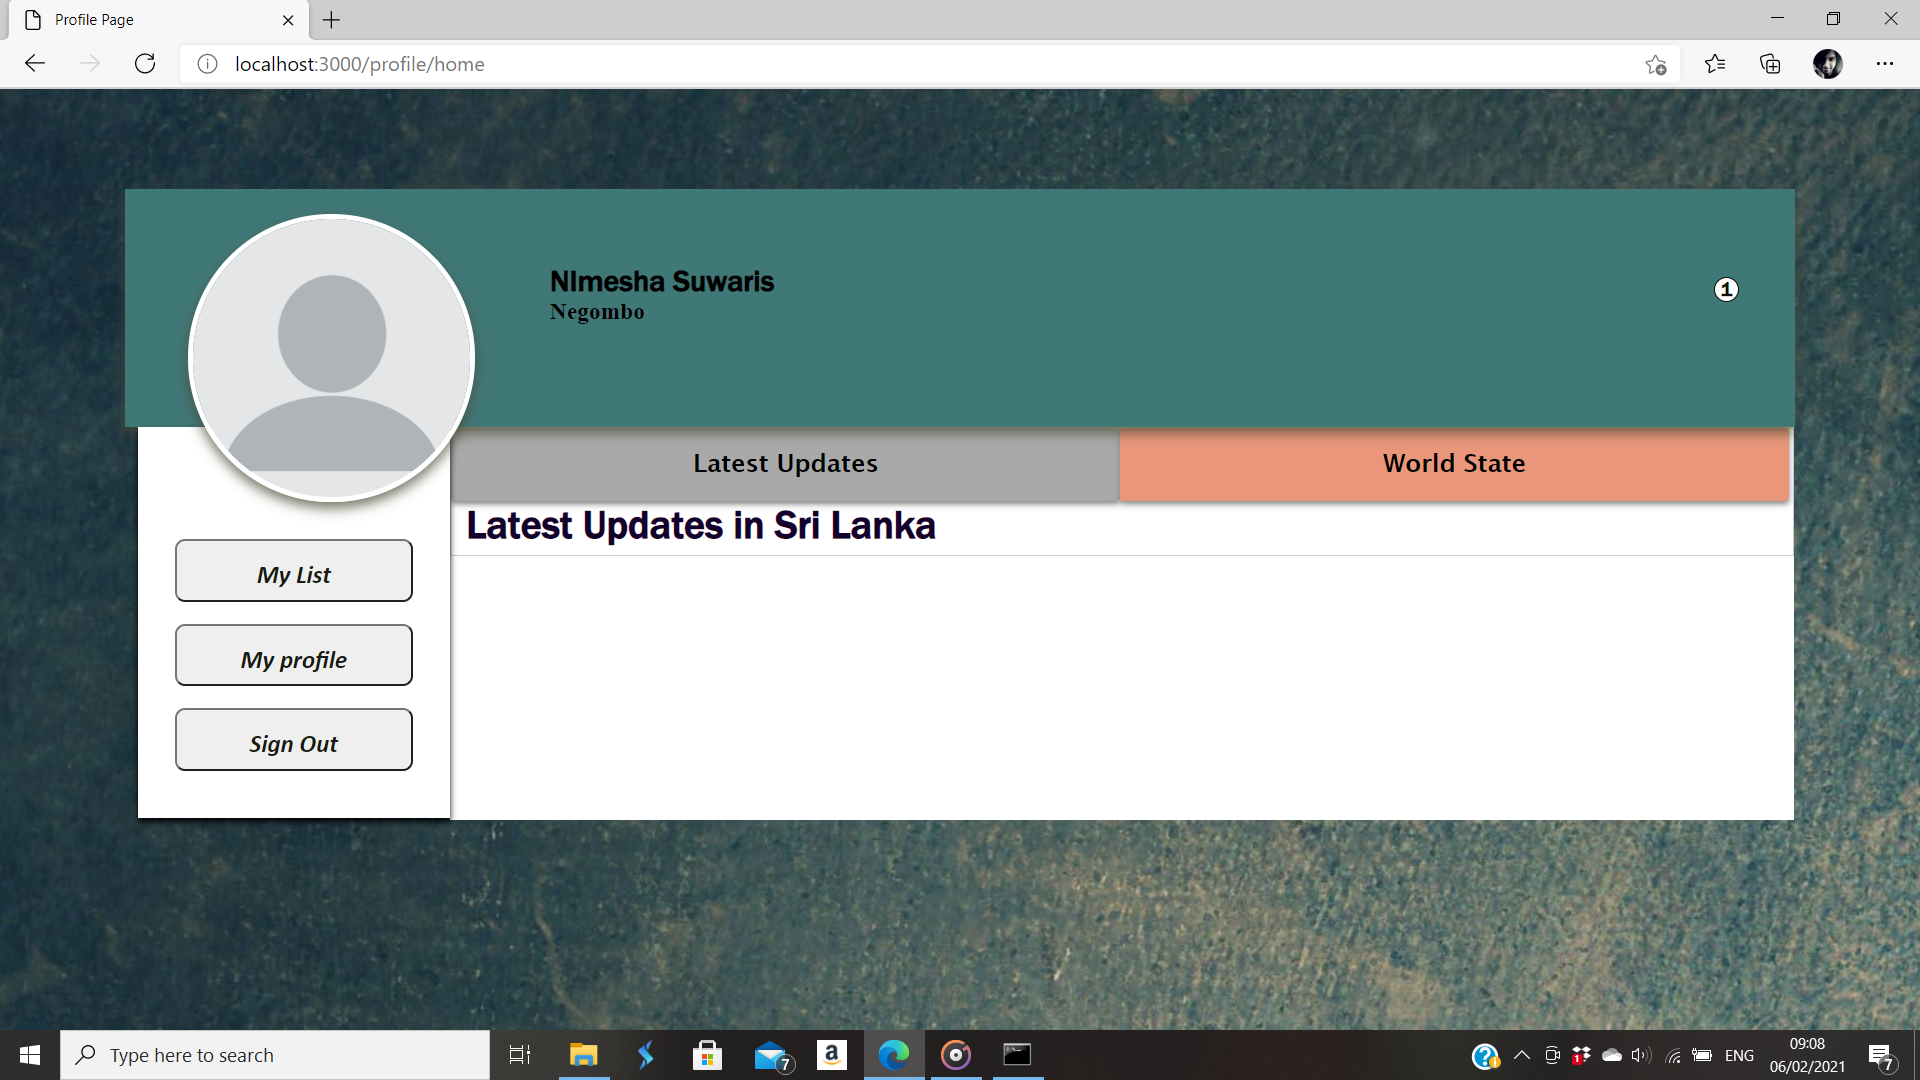 Profile Page
localhost:3000/profile/home
NImesha Suwaris
Negombo
1
Latest Updates
World State
Latest Updates in Sri Lanka
My List
My profile
Sign Out
Type here to search
7
a
1
ENG
09:08
06/02/2021
7